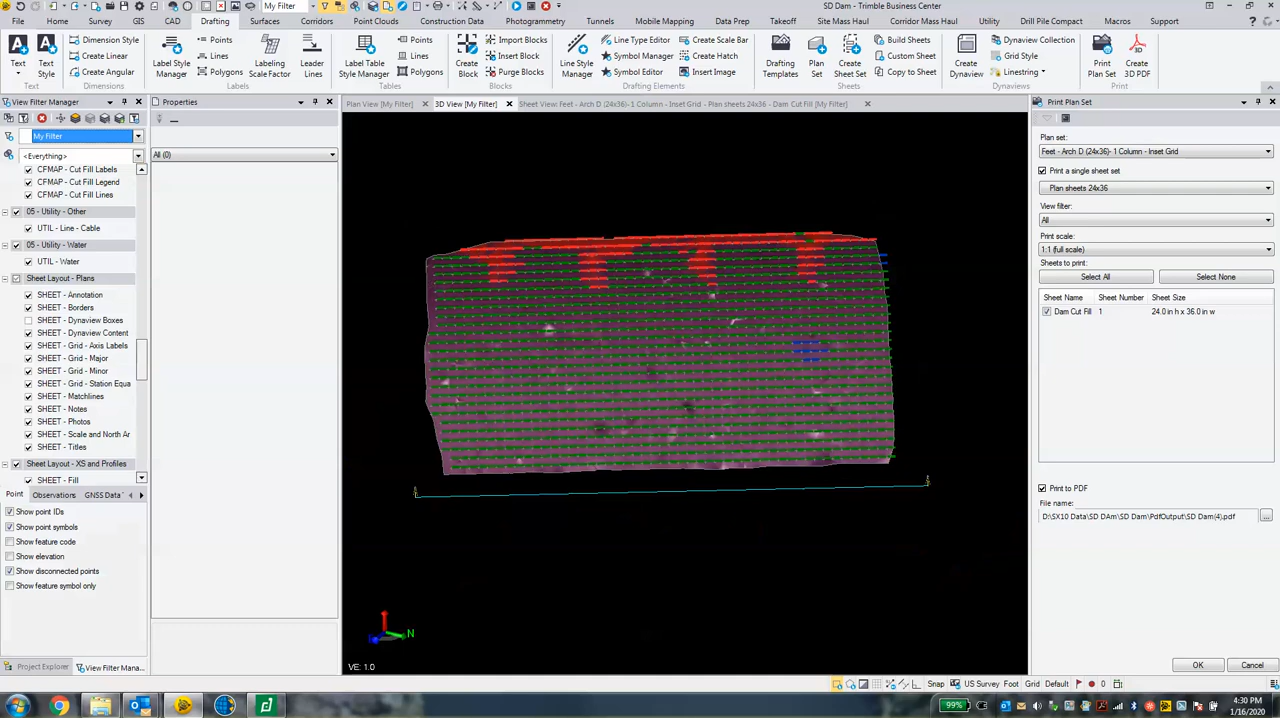 My Filter
SD Dam - Trimble Business Center
File Home Survey GIS CAD Drafting Surfaces Corridors Point Clouds Construction Data Photogrammetry Tunnels Mobile Mapping Data Prep Takeoff Site Mass Haul Corridor Mass Haul Utility Drill Pile Compact Macros Support
Text
Text Style
Dimension Style
Create Linear
Create Angular
Label Style Manager
Points
Lines
Polygons
Labeling Scale Factor
Leader Lines
Label Table Style Manager
Points
Lines
Polygons
Create Block
Import Blocks
Insert Block
Purge Blocks
Line Style Manager
Line Type Editor
Symbol Manager
Symbol Editor
Create Scale Bar
Create Hatch
Insert Image
Drafting Templates
Plan Set
Create Sheet Set
Build Sheets
Custom Sheet
Copy to Sheet
Create Dynaview
Dynaview Collection
Grid Style
Linestring
Print Plan Set
Create 3D PDF
Text Dimensions Labels Tables Blocks Drafting Elements Sheets Dynaviews Print
View Filter Manager
My Filter
<Everything>
CFMAP - Cut Fill Labels
CFMAP - Cut Fill Legend
CFMAP - Cut Fill Lines
05 - Utility - Other
UTIL - Line - Cable
05 - Utility - Water
UTIL - Water
Sheet Layout - Plans
SHEET - Annotation
SHEET - Borders
SHEET - Dynaview Boxes
SHEET - Dynaview Content
SHEET - Grid - Axis Labels
SHEET - Grid - Major
SHEET - Grid - Minor
SHEET - Grid - Station Equa
SHEET - Matchlines
SHEET - Notes
SHEET - Photos
SHEET - Scale and North Ar
SHEET - Titles
Sheet Layout - XS and Profiles
SHEET - Fill
Point Observations GNSS Data
Show point IDs
Show point symbols
Show feature code
Show elevation
Show disconnected points
Show feature symbol only
Project Explorer View Filter Mana...
Properties
All (0)
Plan View [My Filter] 3D View [My Filter] Sheet View: Feet - Arch D (24x36)- 1 Column - Inset Grid - Plan sheets 24x36 - Dam Cut Fill [My Filter]
N
VE: 1.0
Print Plan Set
Plan set:
Feet - Arch D (24x36)- 1 Column - Inset Grid
Print a single sheet set
Plan sheets 24x36
View filter:
All
Print scale:
1:1 (full scale)
Sheets to print:
Select All Select None
Sheet Name Sheet Number Sheet Size
Dam Cut Fill 1 24.0 in h x 36.0 in w
Print to PDF
File name:
D:\SX10 Data\SD DAm\SD Dam\PdfOutput\SD Dam(4).pdf
...
OK Cancel
Snap US Survey Foot Grid Default 0
99%
4:30 PM
1/16/2020